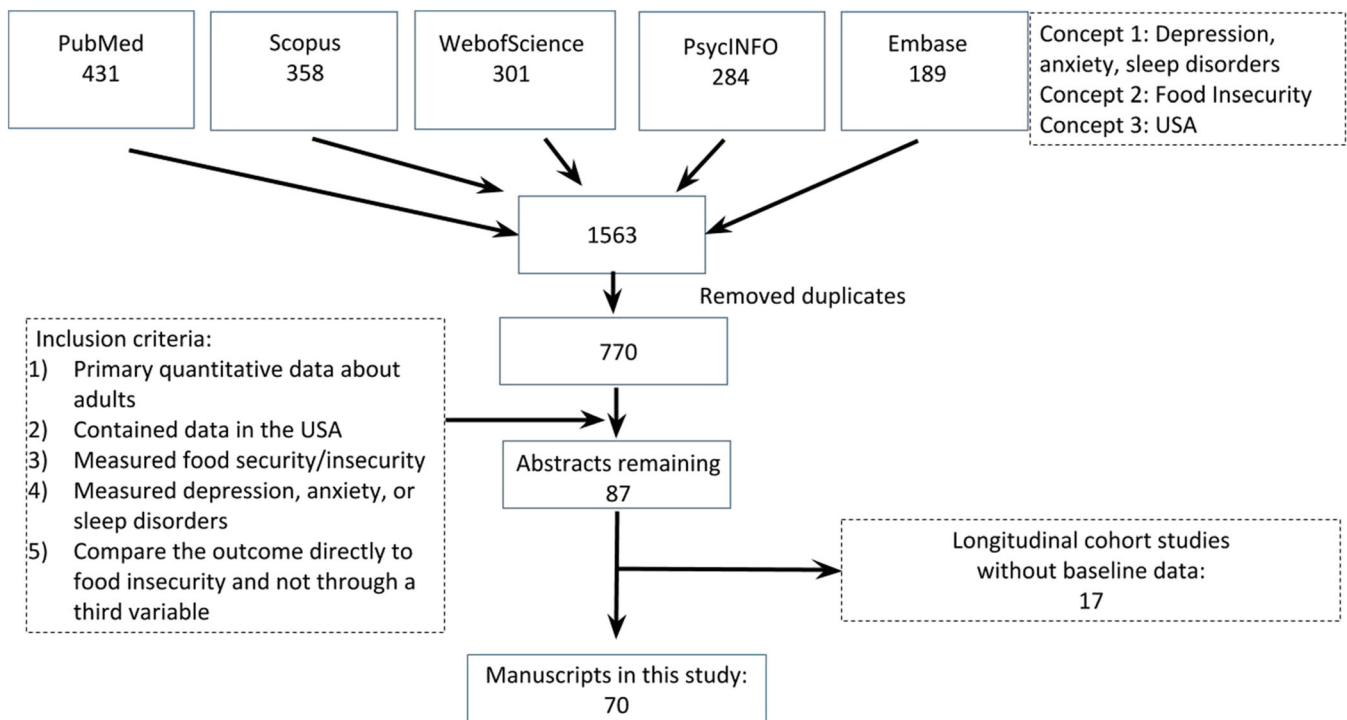 PubMed
431
Scopus
358
WebofScience
301
PsycINFO
284
Embase
189
Concept 1: Depression,
anxiety, sleep disorders
Concept 2: Food Insecurity
Concept 3: USA
1563
Removed duplicates
770
Inclusion criteria:
1) Primary quantitative data about
adults
2) Contained data in the USA
3) Measured food security/insecurity
4) Measured depression, anxiety, or
sleep disorders
5) Compare the outcome directly to
food insecurity and not through a
third variable
Abstracts remaining
87
Longitudinal cohort studies
without baseline data:
17
Manuscripts in this study:
70